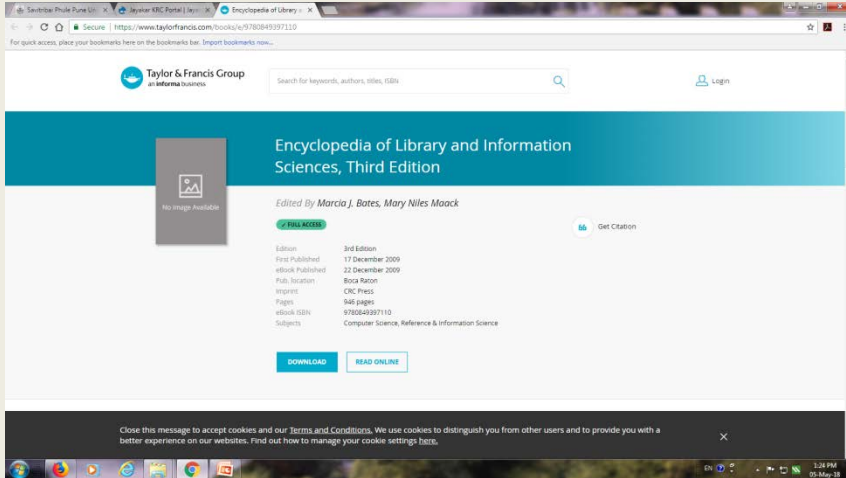 Savitribai Phule Pune Uni
Jayakar KRC Portal | Jaya
Encyclopedia of Library a
Secure | https://www.taylorfrancis.com/books/e/9780849397110
For quick access, place your bookmarks here on the bookmarks bar. Import bookmarks now...
Taylor & Francis Group
an informa business
Search for keywords, authors, titles, ISBN
Login
Encyclopedia of Library and Information
Sciences, Third Edition
No Image Available
Edited By Marcia J. Bates, Mary Niles Maack
FULL ACCESS
Get Citation
Edition 3rd Edition
First Published 17 December 2009
eBook Published 22 December 2009
Pub. location Boca Raton
Imprint CRC Press
Pages 946 pages
eBook ISBN 9780849397110
Subjects Computer Science, Reference & Information Science
DOWNLOAD
READ ONLINE
Close this message to accept cookies and our Terms and Conditions. We use cookies to distinguish you from other users and to provide you with a
better experience on our websites. Find out how to manage your cookie settings here.
EN
1:24 PM
05-May-18